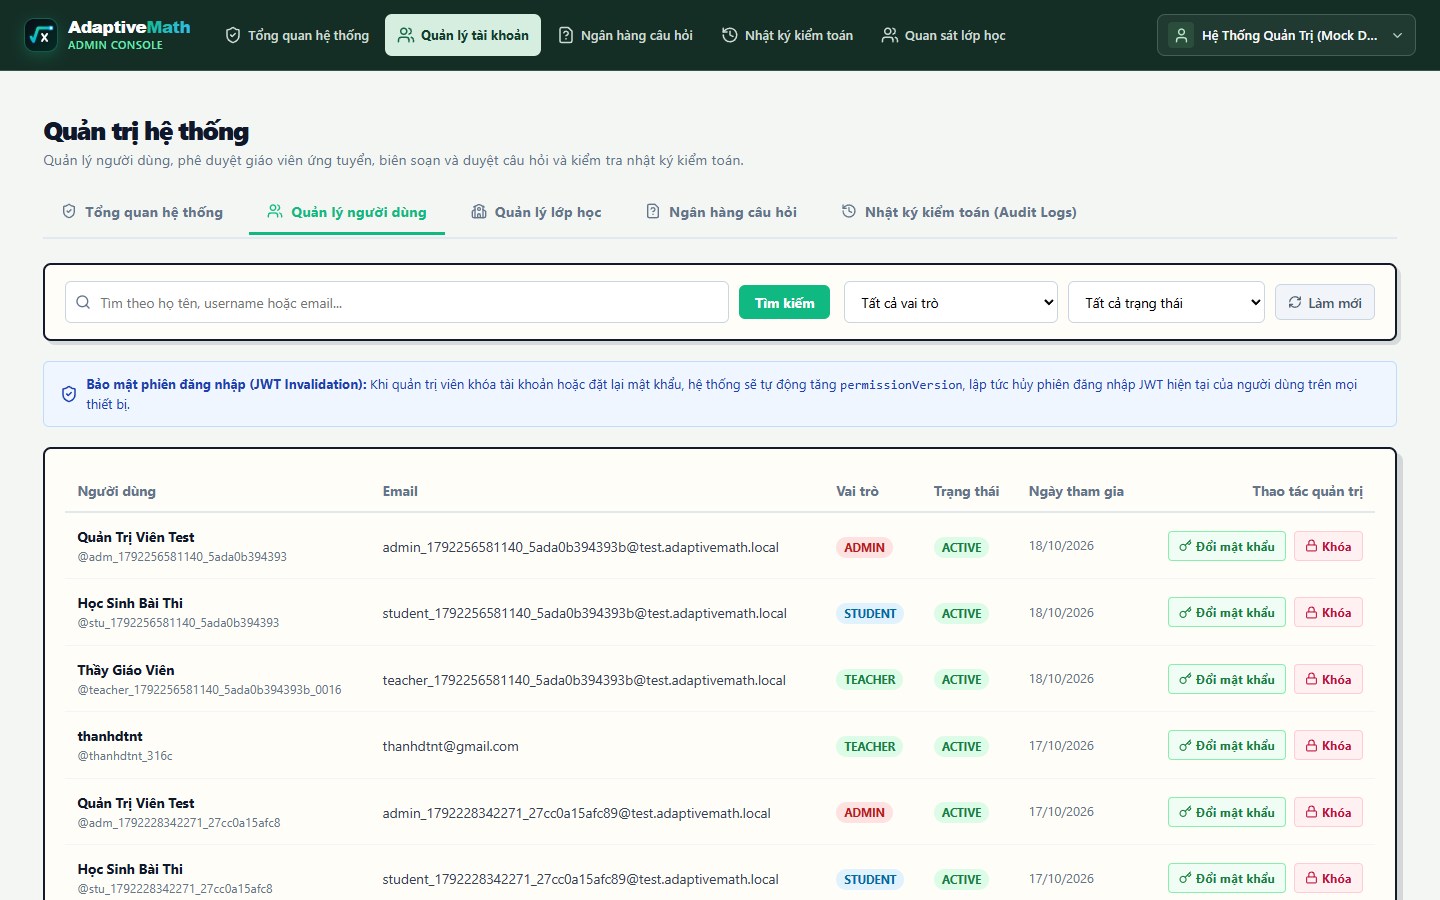 AdaptiveMath
ADMIN CONSOLE
Tổng quan hệ thống
Quản lý tài khoản
Ngân hàng câu hỏi
Nhật ký kiểm toán
Quan sát lớp học
Hệ Thống Quản Trị (Mock D...
Quản trị hệ thống
Quản lý người dùng, phê duyệt giáo viên ứng tuyển, biên soạn và duyệt câu hỏi và kiểm tra nhật ký kiểm toán.
Tổng quan hệ thống
Quản lý người dùng
Quản lý lớp học
Ngân hàng câu hỏi
Nhật ký kiểm toán (Audit Logs)
Tìm theo họ tên, username hoặc email...
Tìm kiếm
Tất cả vai trò
Tất cả trạng thái
Làm mới
Bảo mật phiên đăng nhập (JWT Invalidation): Khi quản trị viên khóa tài khoản hoặc đặt lại mật khẩu, hệ thống sẽ tự động tăng permissionVersion, lập tức hủy phiên đăng nhập JWT hiện tại của người dùng trên mọi
thiết bị.
Người dùng Email Vai trò Trạng thái Ngày tham gia Thao tác quản trị
Quản Trị Viên Test
@adm_1792256581140_5ada0b394393
admin_1792256581140_5ada0b394393b@test.adaptivemath.local ADMIN ACTIVE 18/10/2026 Đổi mật khẩu Khóa
Học Sinh Bài Thi
@stu_1792256581140_5ada0b394393
student_1792256581140_5ada0b394393b@test.adaptivemath.local STUDENT ACTIVE 18/10/2026 Đổi mật khẩu Khóa
Thầy Giáo Viên
@teacher_1792256581140_5ada0b394393b_0016
teacher_1792256581140_5ada0b394393b@test.adaptivemath.local TEACHER ACTIVE 18/10/2026 Đổi mật khẩu Khóa
thanhdtnt
@thanhdtnt_316c
thanhdtnt@gmail.com TEACHER ACTIVE 17/10/2026 Đổi mật khẩu Khóa
Quản Trị Viên Test
@adm_1792228342271_27cc0a15afc8
admin_1792228342271_27cc0a15afc89@test.adaptivemath.local ADMIN ACTIVE 17/10/2026 Đổi mật khẩu Khóa
Học Sinh Bài Thi
@stu_1792228342271_27cc0a15afc8
student_1792228342271_27cc0a15afc89@test.adaptivemath.local STUDENT ACTIVE 17/10/2026 Đổi mật khẩu Khóa